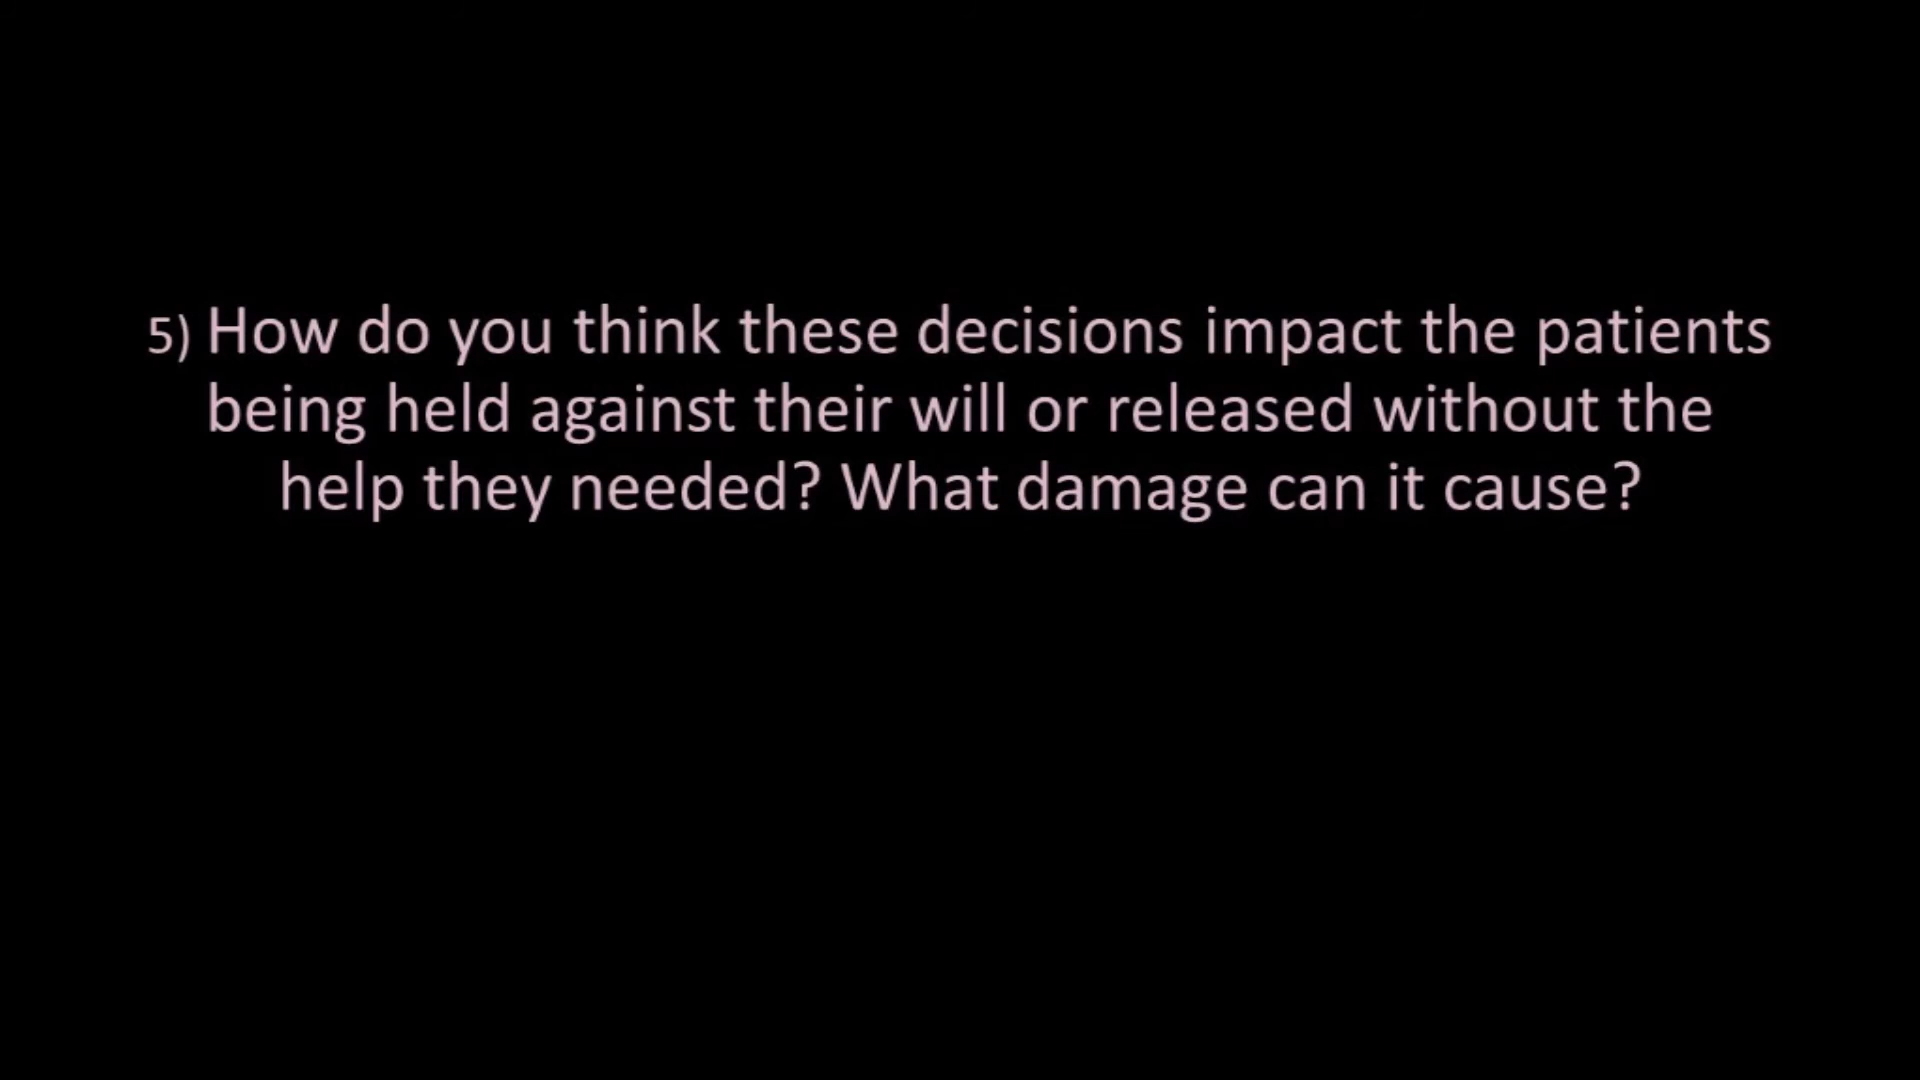 5) How do you think these decisions impact the patients
being held against their will or released without the
help they needed? What damage can it cause?